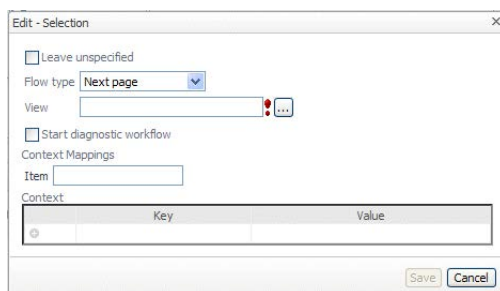 Edit - Selection
Leave unspecified
Flow type Next page
View ...
Start diagnostic workflow
Context Mappings
Item
Context
Key Value
Save Cancel